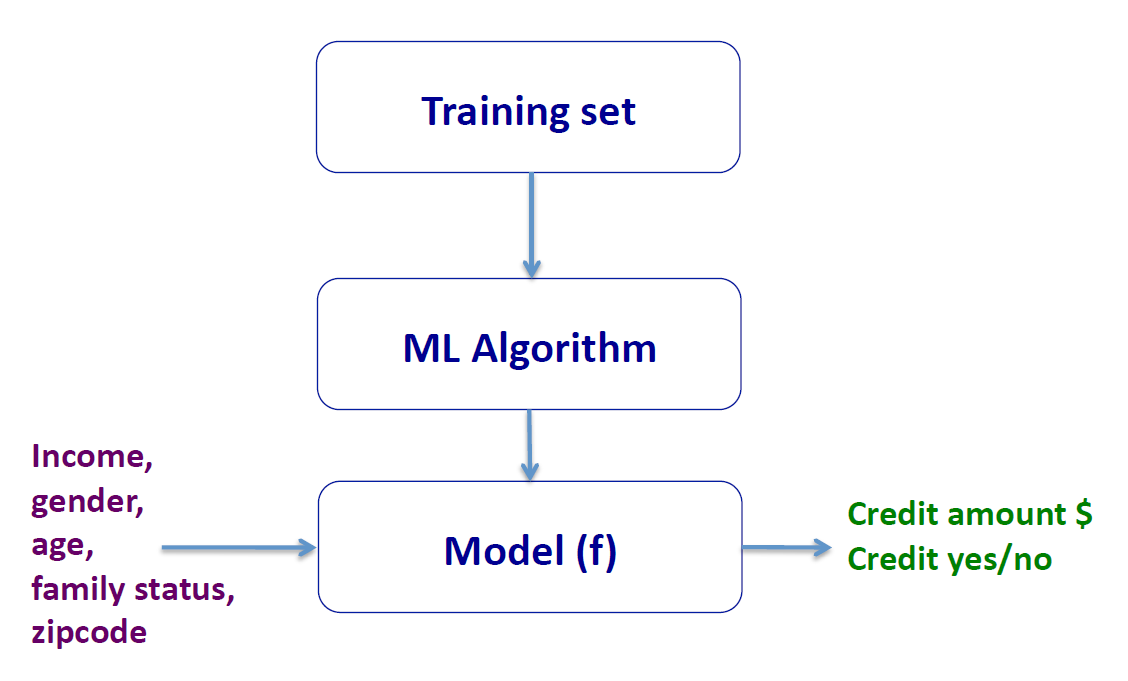 Training set
ML Algorithm
Income,
gender,
age,
family status,
zipcode
Model (f)
Credit amount $
Credit yes/no